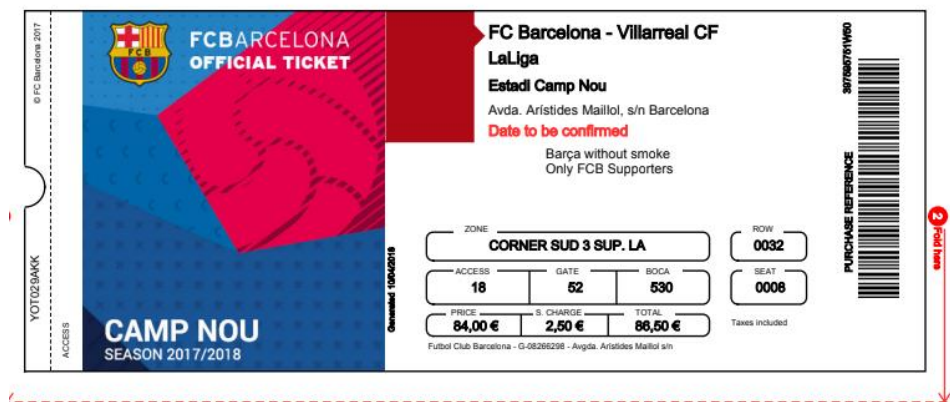 © FC Barcelona 2017
YOT029AKK
ACCESS
FCB
FCBARCELONA
OFFICIAL TICKET
CAMP NOU
SEASON 2017/2018
FC Barcelona - Villarreal CF
LaLiga
Estadi Camp Nou
Avda. Arístides Maillol, s/n Barcelona
Date to be confirmed
Barça without smoke
Only FCB Supporters
Generated 10/04/2018
ZONE
CORNER SUD 3 SUP. LA
ROW
0032
ACCESS GATE BOCA
18 52 530
SEAT
0008
PRICE S. CHARGE TOTAL
84,00 € 2,50 € 86,50 €
Taxes included
Futbol Club Barcelona - G-08266298 - Avgda. Aristides Maillol s/n
PURCHASE REFERENCE
397595751W50
2 Fold here